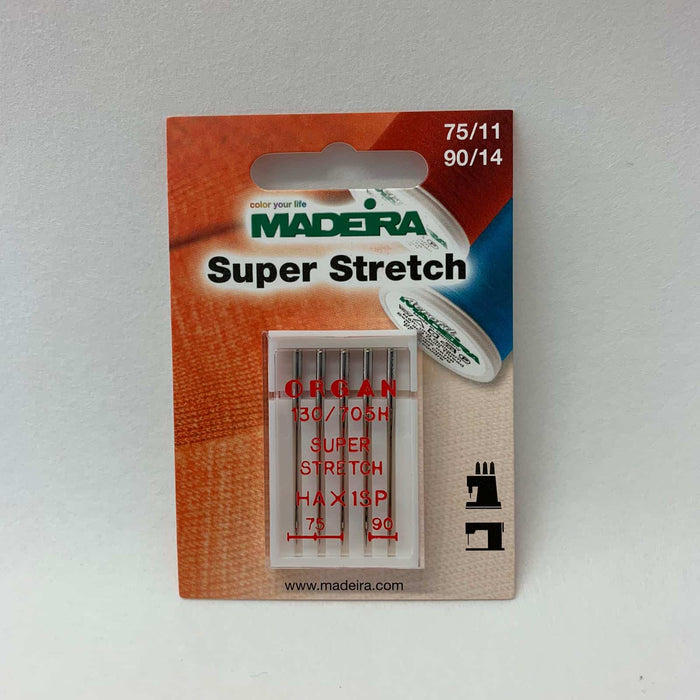 75/11
90/14
color your life
MADEIRA
Super Stretch
MADEIRA
ORGAN
130/705H
SUPER
STRETCH
HAX1SP
75 90
www.madeira.com